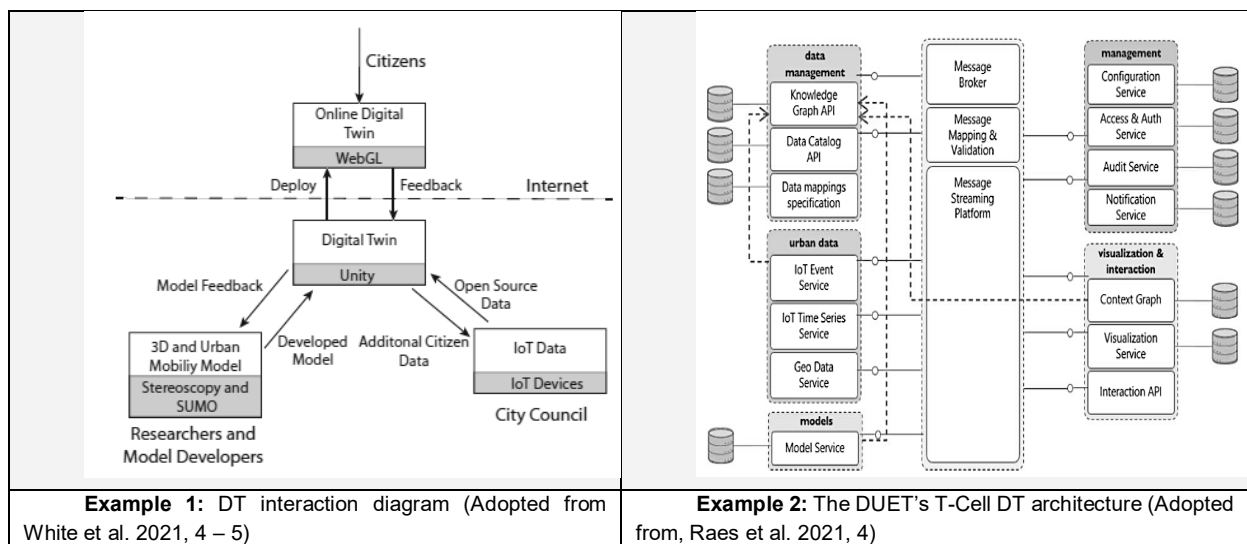 Citizens
Online Digital
Twin
WebGL
Deploy
Feedback
Internet
Digital Twin
Unity
Model Feedback
Open Source
Data
3D and Urban
Mobiliy Model
Stereoscopy and
SUMO
Developed
Model
Additonal Citizen
Data
IoT Data
IoT Devices
City Council
Researchers and
Model Developers
data
management
Knowledge
Graph API
Data Catalog
API
Data mappings
specification
urban data
IoT Event
Service
IoT Time Series
Service
Geo Data
Service
models
Model Service
Message
Broker
Message
Mapping &
Validation
Message
Streaming
Platform
management
Configuration
Service
Access & Auth
Service
Audit Service
Notification
Service
visualization &
interaction
Context Graph
Visualization
Service
Interaction API
Example 1: DT interaction diagram (Adopted from
White et al. 2021, 4 – 5)
Example 2: The DUET's T-Cell DT architecture (Adopted
from, Raes et al. 2021, 4)